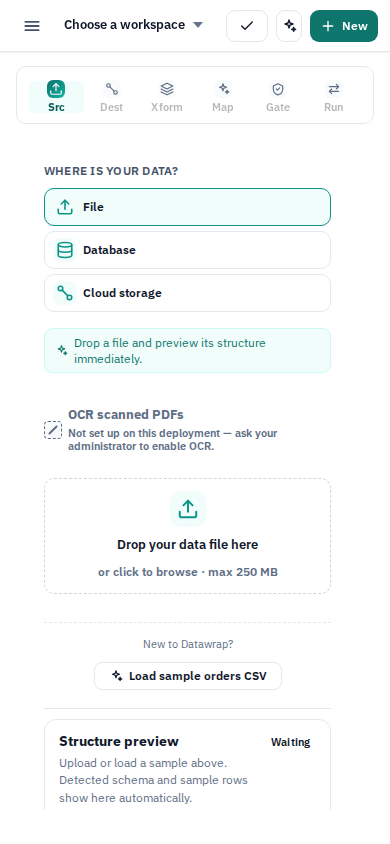 Choose a workspace
New
Src
Dest
Xform
Map
Gate
Run
WHERE IS YOUR DATA?
File
Database
Cloud storage
Drop a file and preview its structure
immediately.
OCR scanned PDFs
Not set up on this deployment — ask your
administrator to enable OCR.
Drop your data file here
or click to browse · max 250 MB
New to Datawrap?
Load sample orders CSV
Structure preview
Waiting
Upload or load a sample above.
Detected schema and sample rows
show here automatically.